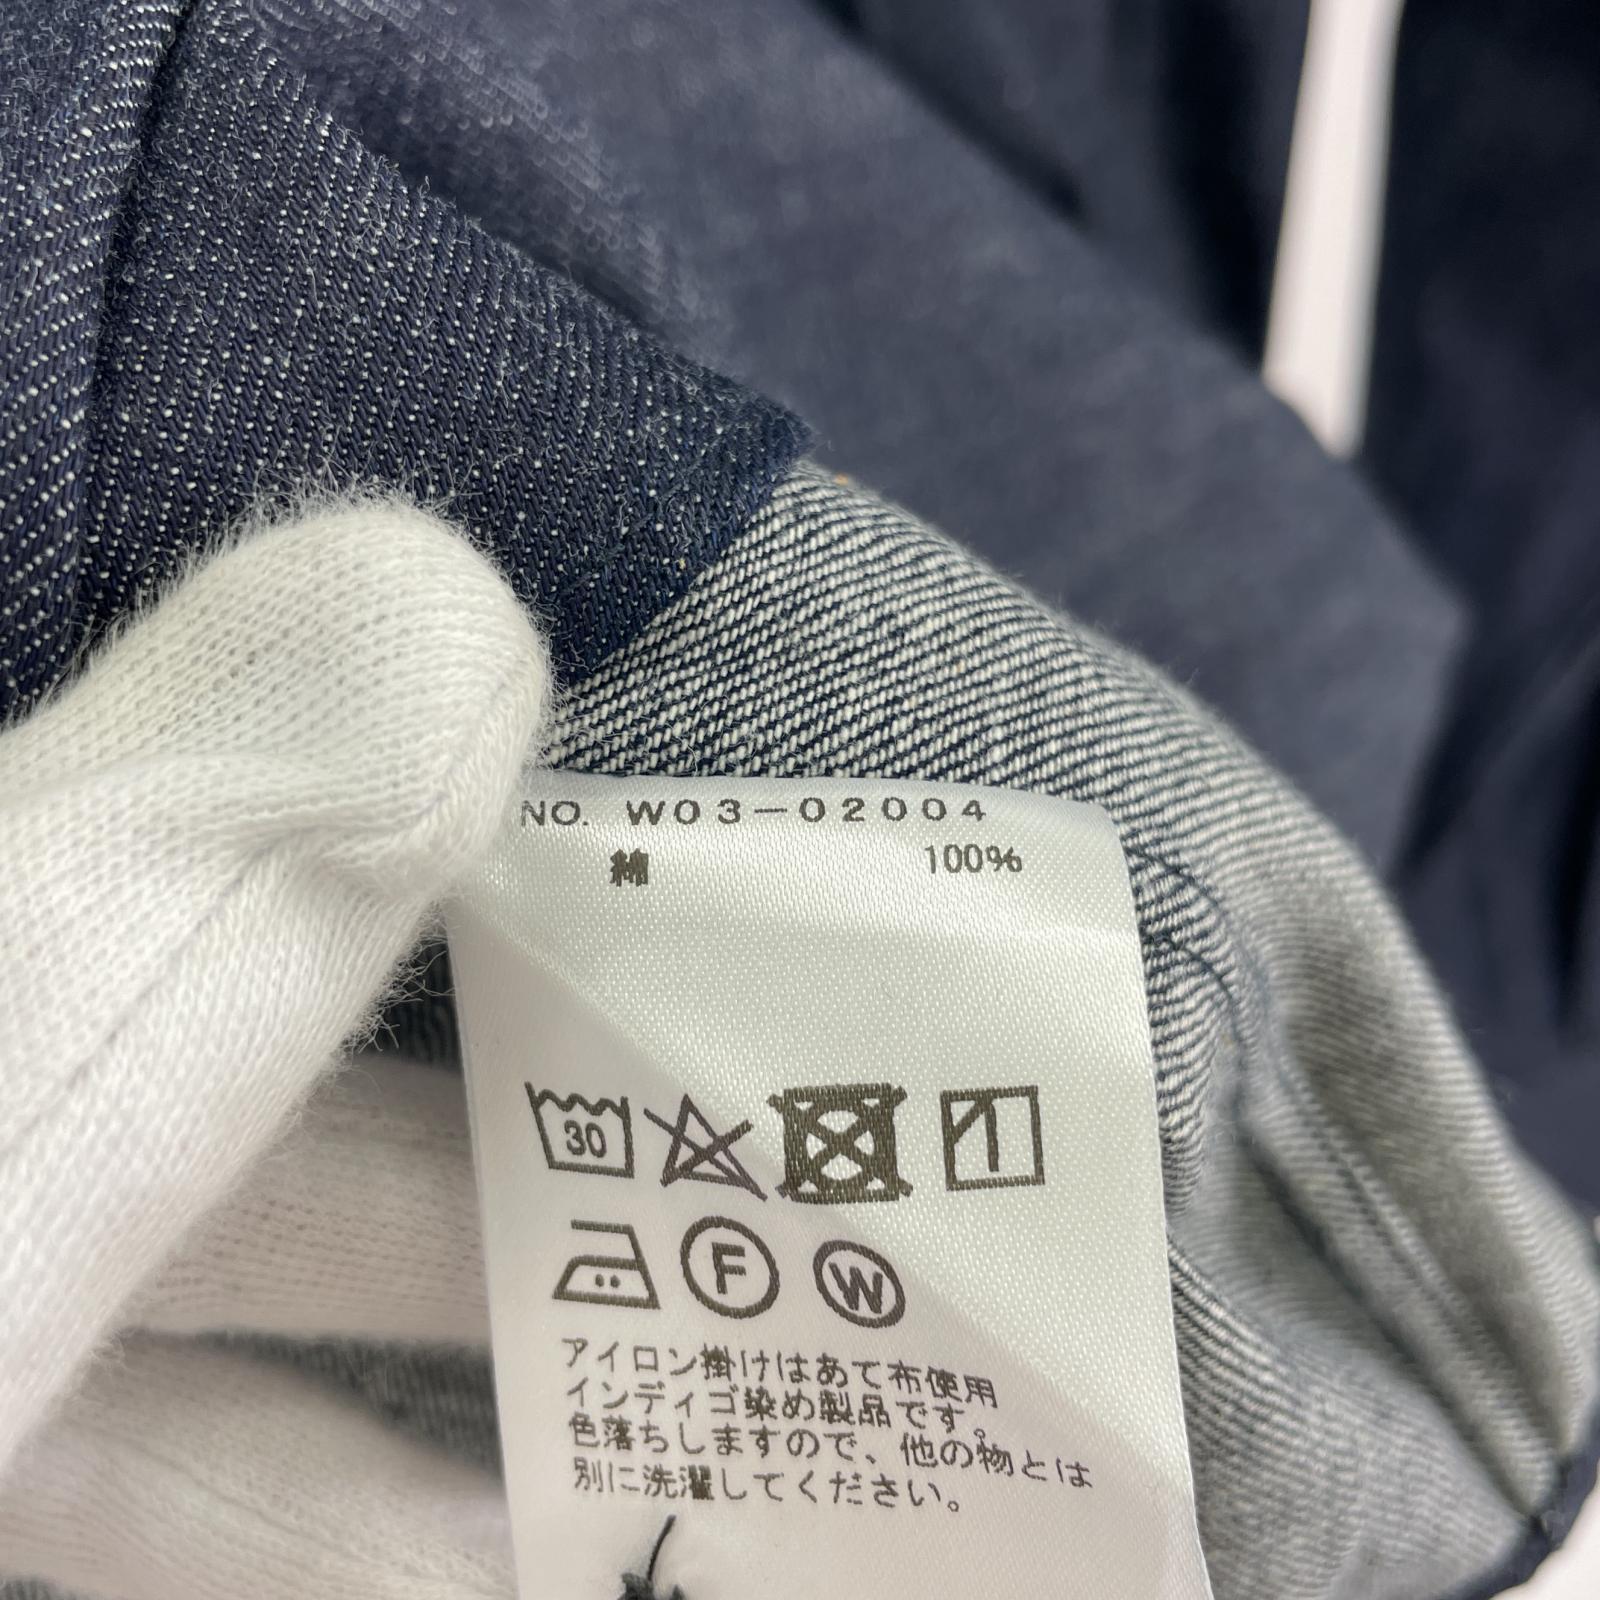 NO. W03-02004
綿 100%
30
F W
アイロン掛けはあて布使用
インディゴ染め製品です。
色落ちしますので、他の物とは
別に洗濯してください。